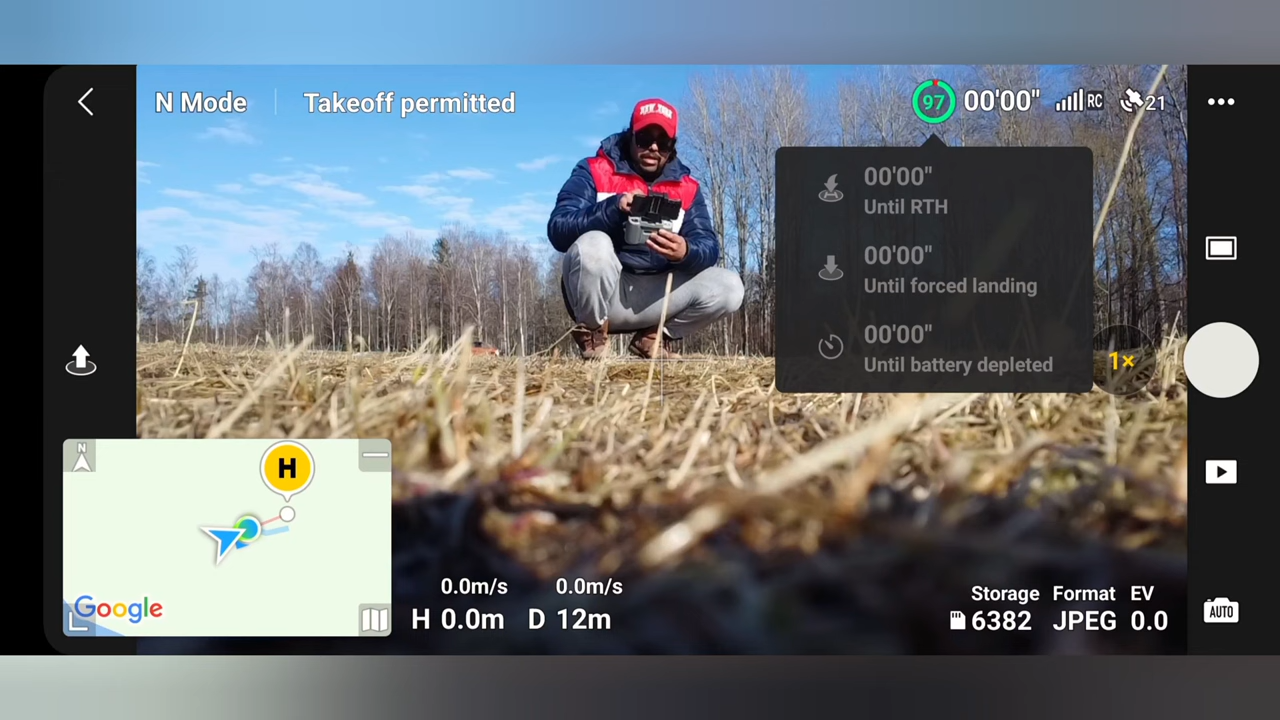 N Mode
Takeoff permitted
97
00'00"
RC
21
NEW YORK
00'00"
Until RTH
00'00"
Until forced landing
00'00"
Until battery depleted
1×
N
H
Google
0.0m/s 0.0m/s
H 0.0m D 12m
Storage Format EV
6382 JPEG 0.0
AUTO